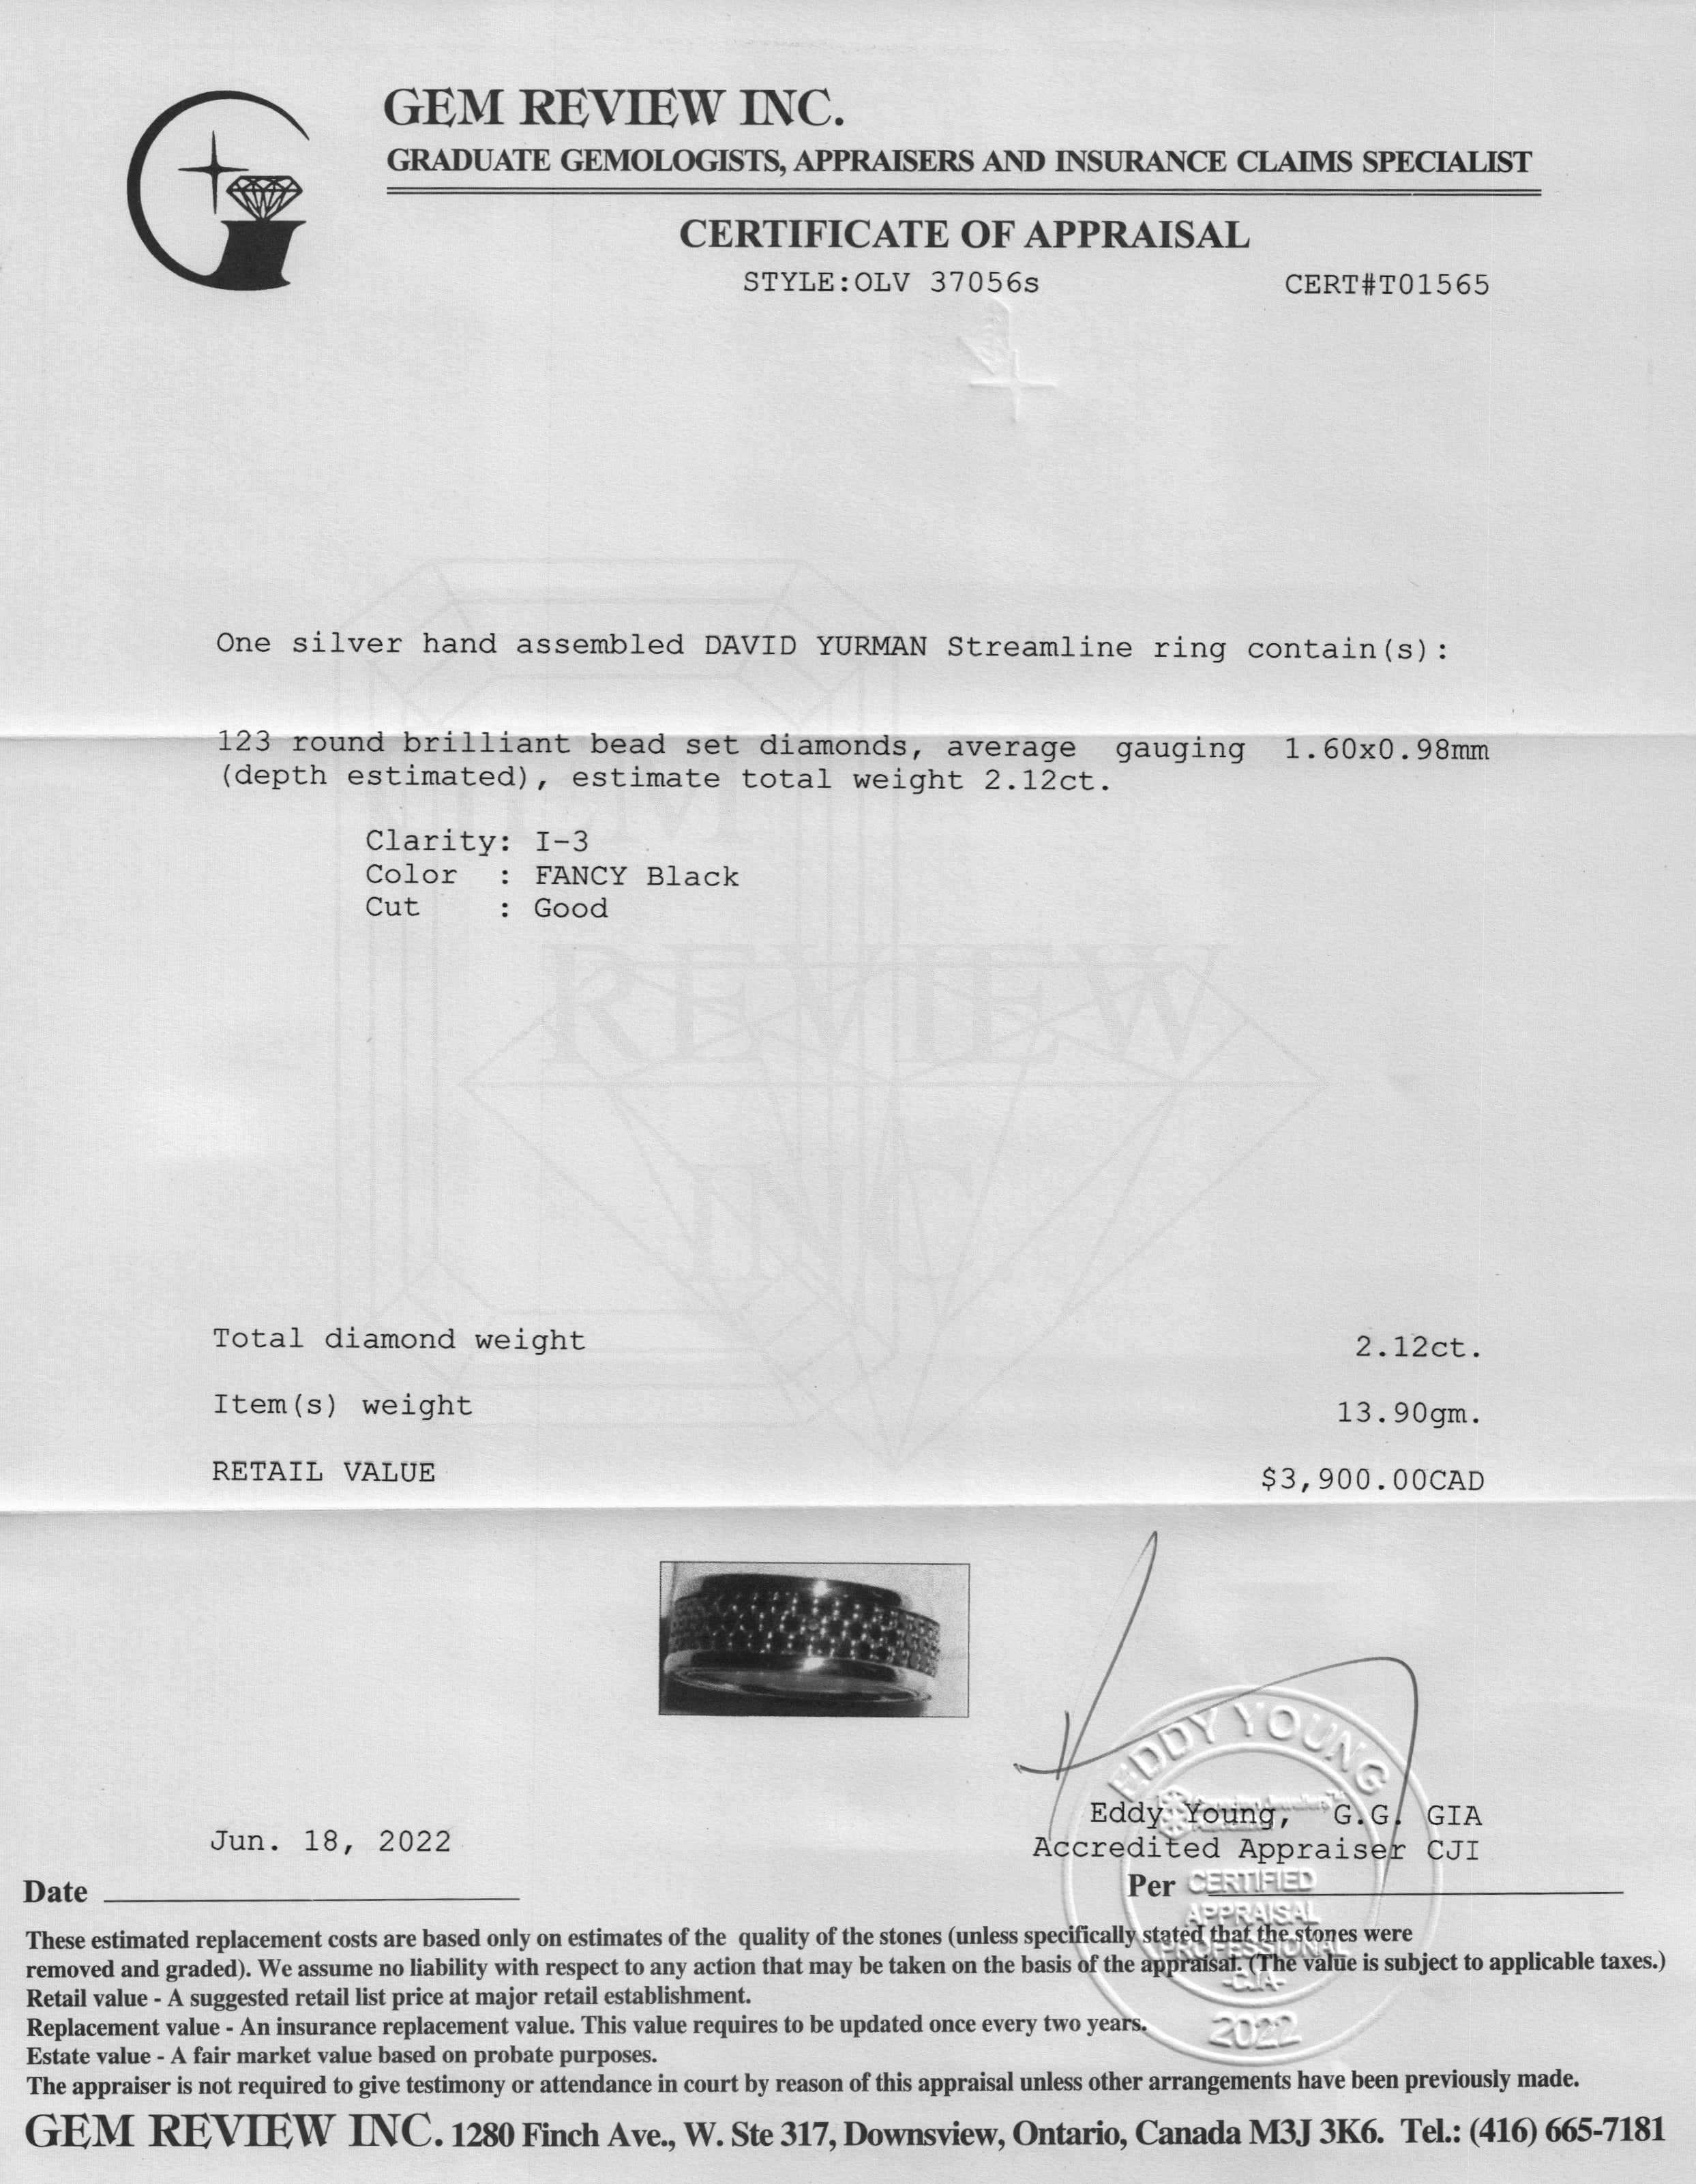 GEM REVIEW INC.
GRADUATE GEMOLOGISTS, APPRAISERS AND INSURANCE CLAIMS SPECIALIST
CERTIFICATE OF APPRAISAL
STYLE:OLV 37056s CERT#T01565
One silver hand assembled DAVID YURMAN Streamline ring contain(s):
123 round brilliant bead set diamonds, average gauging 1.60x0.98mm
(depth estimated), estimate total weight 2.12ct.
GEM
Clarity: I-3
Color : FANCY Black
Cut : Good
REVIEW
INC.
Total diamond weight 2.12ct.
Item(s) weight 13.90gm.
RETAIL VALUE $3,900.00CAD
EDDY YOUNG
Eddy Young, G.G. GIA
Jun. 18, 2022
Accredited Appraiser CJI
Date
Per
CERTIFIED
APPRAISAL
PROFESSIONAL
-CJA-
2022
These estimated replacement costs are based only on estimates of the quality of the stones (unless specifically stated that the stones were
removed and graded). We assume no liability with respect to any action that may be taken on the basis of the appraisal. (The value is subject to applicable taxes.)
Retail value - A suggested retail list price at major retail establishment.
Replacement value - An insurance replacement value. This value requires to be updated once every two years.
Estate value - A fair market value based on probate purposes.
The appraiser is not required to give testimony or attendance in court by reason of this appraisal unless other arrangements have been previously made.
GEM REVIEW INC. 1280 Finch Ave., W. Ste 317, Downsview, Ontario, Canada M3J 3K6. Tel.: (416) 665-7181